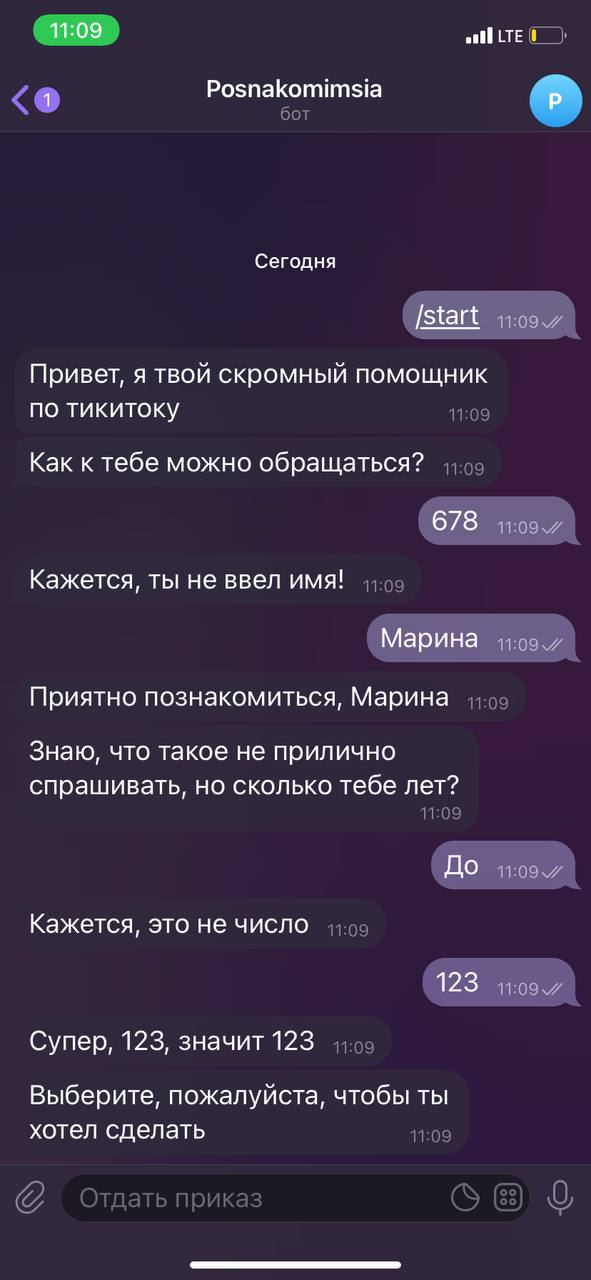 11:09
LTE
1
Posnakomimsia
бот
P
Сегодня
/start 11:09
Привет, я твой скромный помощник
по тикитоку 11:09
Как к тебе можно обращаться? 11:09
678 11:09
Кажется, ты не ввел имя! 11:09
Марина 11:09
Приятно познакомиться, Марина 11:09
Знаю, что такое не прилично
спрашивать, но сколько тебе лет?
11:09
До 11:09
Кажется, это не число 11:09
123 11:09
Супер, 123, значит 123 11:09
Выберите, пожалуйста, чтобы ты
хотел сделать 11:09
Отдать приказ